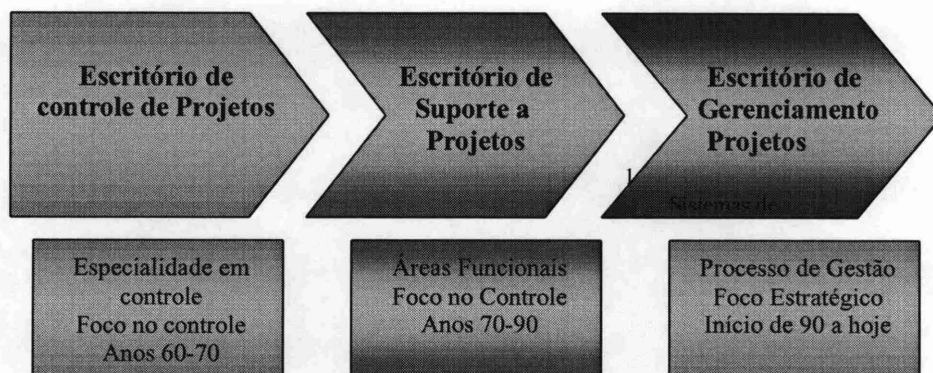 Escritório de
controle de Projetos
Escritório de
Suporte a
Projetos
Escritório de
Gerenciamento
Projetos
Sistemas de
Especialidade em
controle
Foco no controle
Anos 60-70
Áreas Funcionais
Foco no Controle
Anos 70-90
Processo de Gestão
Foco Estratégico
Início de 90 a hoje